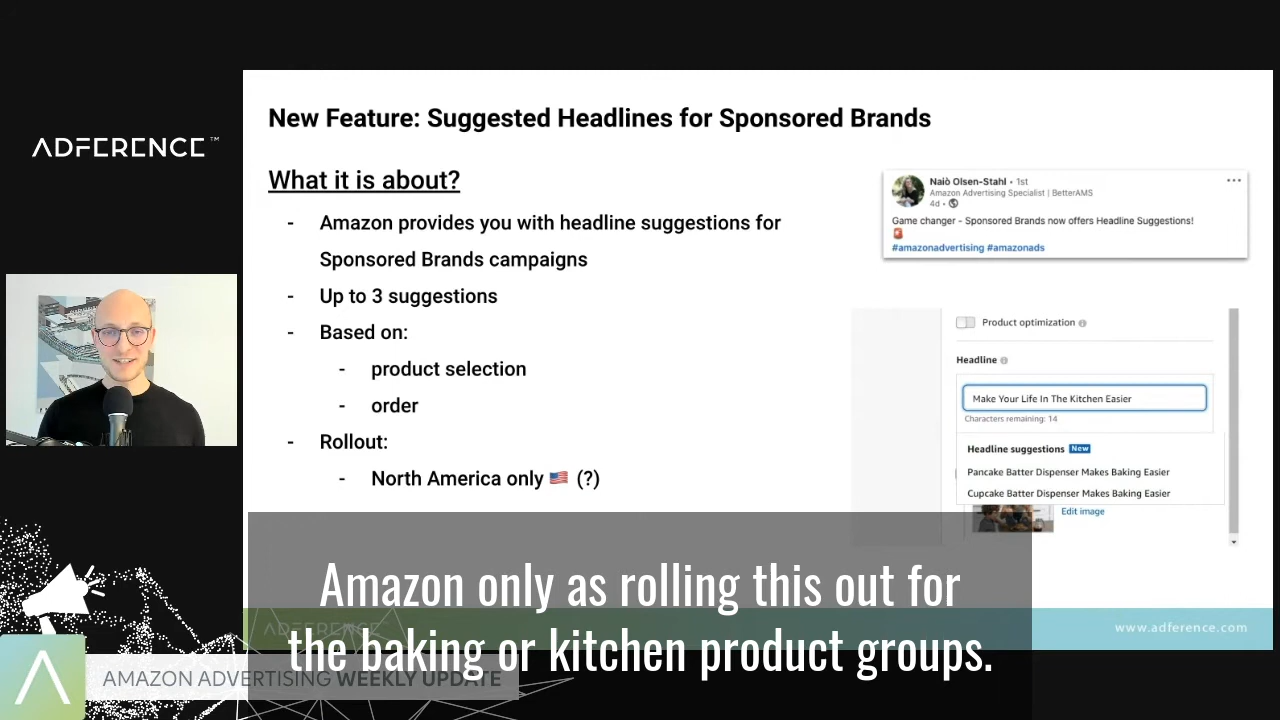 ADFERENCE™
New Feature: Suggested Headlines for Sponsored Brands
What it is about?
- Amazon provides you with headline suggestions for
Sponsored Brands campaigns
- Up to 3 suggestions
- Based on:
- product selection
- order
- Rollout:
- North America only 🇺🇸 (?)
Naiò Olsen-Stahl • 1st
Amazon Advertising Specialist | BetterAMS
4d •
Game changer - Sponsored Brands now offers Headline Suggestions!
🚨
#amazonadvertising #amazonads
Product optimization
Headline
Make Your Life In The Kitchen Easier
Characters remaining: 14
Headline suggestions New
Pancake Batter Dispenser Makes Baking Easier
Cupcake Batter Dispenser Makes Baking Easier
Edit image
Amazon only as rolling this out for
the baking or kitchen product groups.
ADFERENCE
www.adference.com
AMAZON ADVERTISING WEEKLY UPDATE